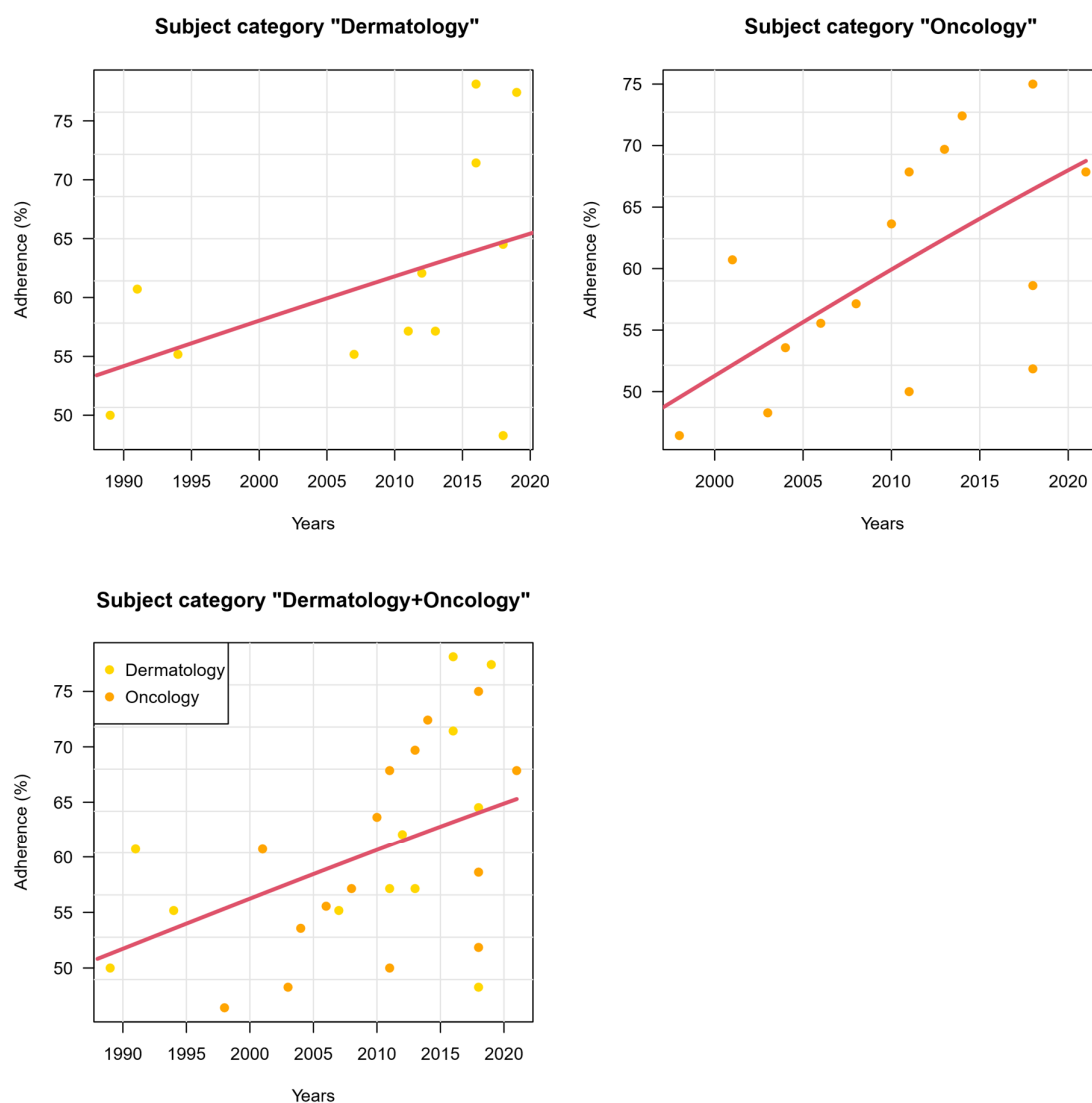 Subject category "Dermatology"
Adherence (%)
75
70
65
60
55
50
1990 1995 2000 2005 2010 2015 2020
Years
Subject category "Oncology"
Adherence (%)
75
70
65
60
55
50
2000 2005 2010 2015 2020
Years
Subject category "Dermatology+Oncology"
Dermatology
Oncology
Adherence (%)
75
70
65
60
55
50
1990 1995 2000 2005 2010 2015 2020
Years